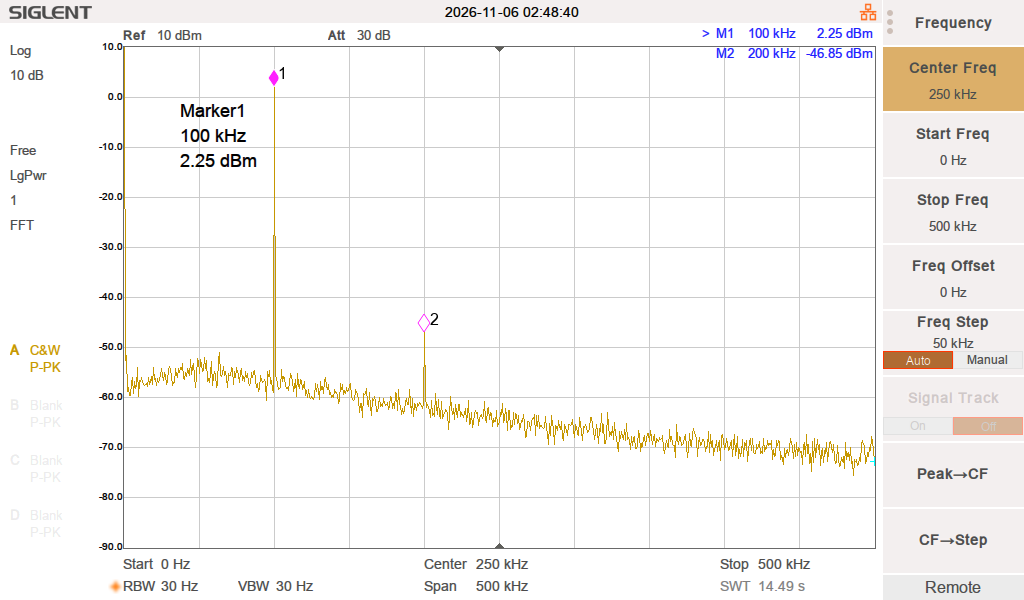 SIGLENT 2026-11-06 02:48:40
Ref 10 dBm Att 30 dB
> M1 100 kHz 2.25 dBm
M2 200 kHz -46.85 dBm
Log
10 dB
Free
LgPwr
1
FFT
A C&W
P-PK
B Blank
P-PK
C Blank
P-PK
D Blank
P-PK
10.0
0.0
-10.0
-20.0
-30.0
-40.0
-50.0
-60.0
-70.0
-80.0
-90.0
1
Marker1
100 kHz
2.25 dBm
2
Start 0 Hz Center 250 kHz Stop 500 kHz
RBW 30 Hz VBW 30 Hz Span 500 kHz SWT 14.49 s
Frequency
Center Freq
250 kHz
Start Freq
0 Hz
Stop Freq
500 kHz
Freq Offset
0 Hz
Freq Step
50 kHz
Auto Manual
Signal Track
On Off
Peak→CF
CF→Step
Remote